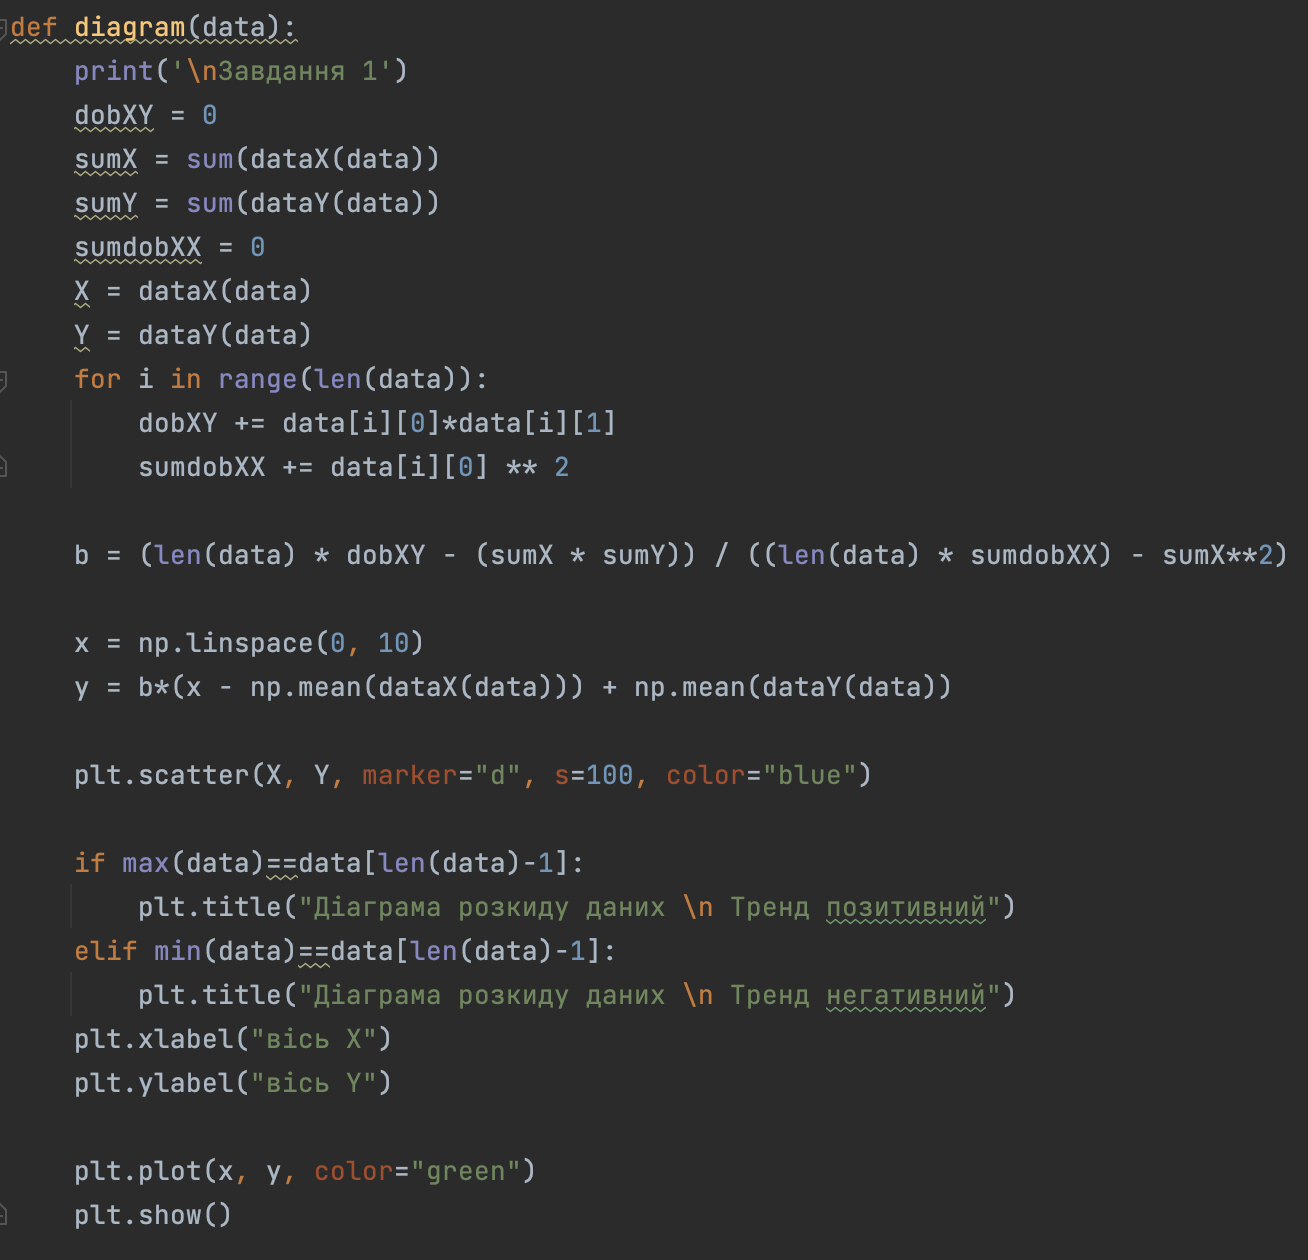 def diagram(data):
    print('\nЗавдання 1')
    dobXY = 0
    sumX = sum(dataX(data))
    sumY = sum(dataY(data))
    sumdobXX = 0
    X = dataX(data)
    Y = dataY(data)
    for i in range(len(data)):
        dobXY += data[i][0]*data[i][1]
        sumdobXX += data[i][0] ** 2
    b = (len(data) * dobXY - (sumX * sumY)) / ((len(data) * sumdobXX) - sumX**2)
    x = np.linspace(0, 10)
    y = b*(x - np.mean(dataX(data))) + np.mean(dataY(data))
    plt.scatter(X, Y, marker="d", s=100, color="blue")
    if max(data)==data[len(data)-1]:
        plt.title("Діаграма розкиду даних \n Тренд позитивний")
    elif min(data)==data[len(data)-1]:
        plt.title("Діаграма розкиду даних \n Тренд негативний")
    plt.xlabel("вісь X")
    plt.ylabel("вісь Y")
    plt.plot(x, y, color="green")
    plt.show()